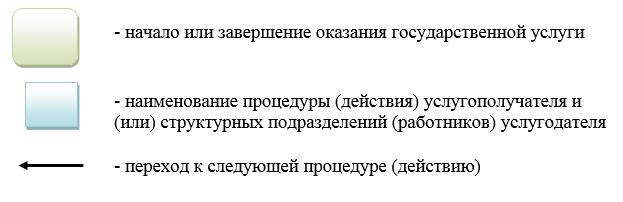 - начало или завершение оказания государственной услуги
- наименование процедуры (действия) услугополучателя и
(или) структурных подразделений (работников) услугодателя
- переход к следующей процедуре (действию)